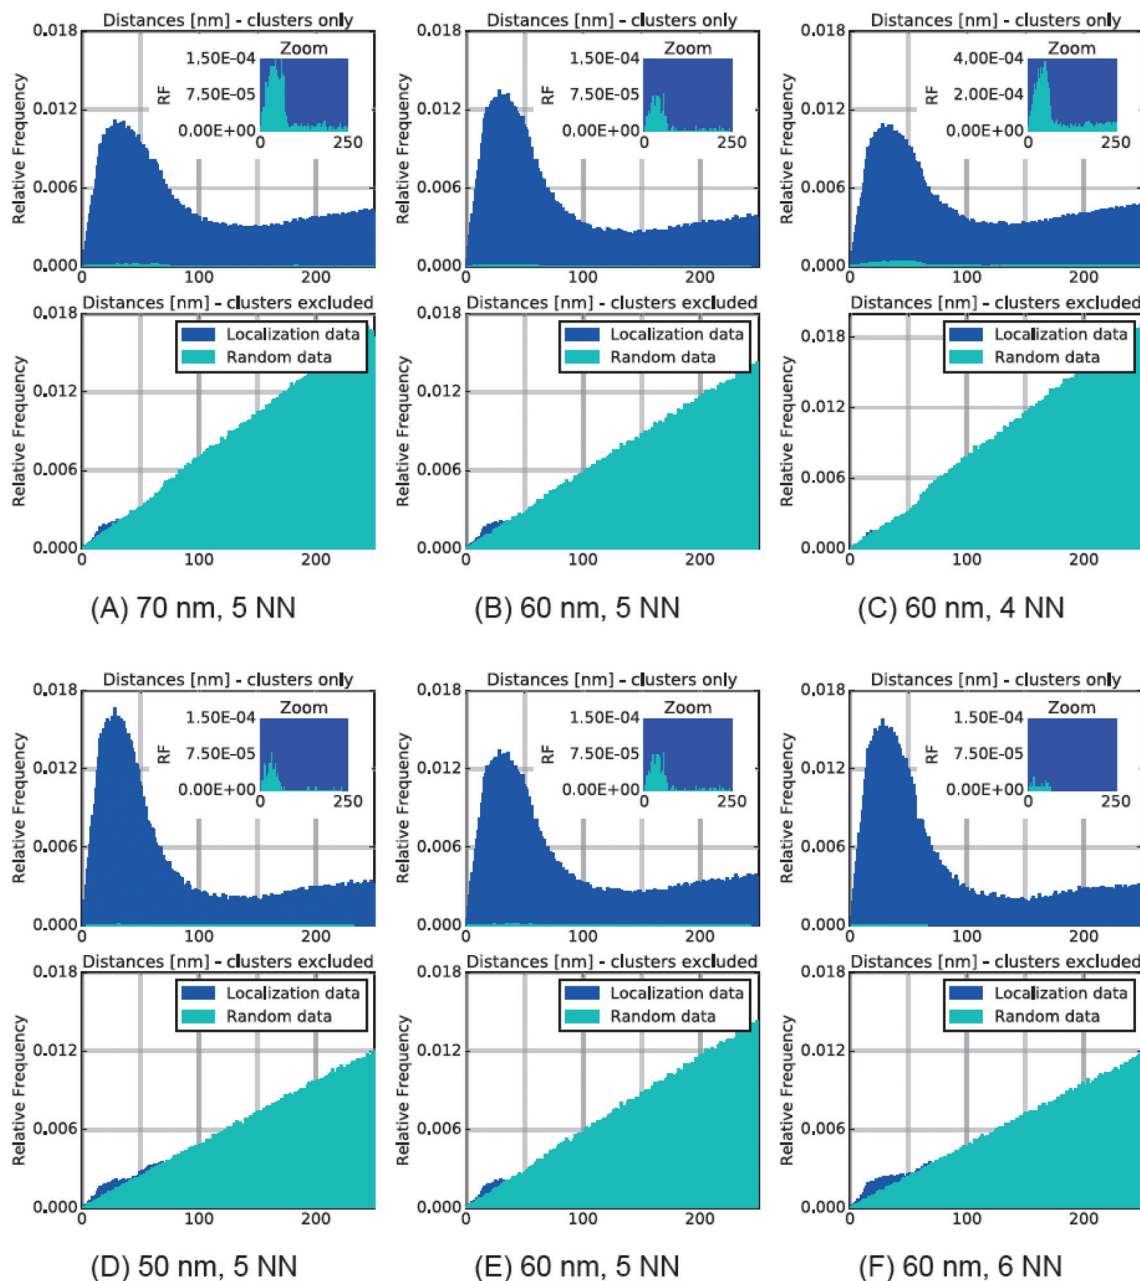 Distances [nm] - clusters only
Distances [nm] - clusters only
Distances [nm] - clusters only
0.018
0.012
0.006
0.000
Relative Frequency
0 100 200
Zoom
1.50E-04
7.50E-05
0.00E+00
RF
0 250
0.018
0.012
0.006
0.000
Relative Frequency
0 100 200
Zoom
1.50E-04
7.50E-05
0.00E+00
RF
0 250
0.018
0.012
0.006
0.000
Relative Frequency
0 100 200
Zoom
4.00E-04
2.00E-04
0.00E+00
RF
0 250
Distances [nm] - clusters excluded
Distances [nm] - clusters excluded
Distances [nm] - clusters excluded
0.018
0.012
0.006
0.000
Relative Frequency
0 100 200
Localization data
Random data
0.018
0.012
0.006
0.000
Relative Frequency
0 100 200
Localization data
Random data
0.018
0.012
0.006
0.000
Relative Frequency
0 100 200
Localization data
Random data
(A) 70 nm, 5 NN
(B) 60 nm, 5 NN
(C) 60 nm, 4 NN
Distances [nm] - clusters only
Distances [nm] - clusters only
Distances [nm] - clusters only
0.018
0.012
0.006
0.000
Relative Frequency
0 100 200
Zoom
1.50E-04
7.50E-05
0.00E+00
RF
0 250
0.018
0.012
0.006
0.000
Relative Frequency
0 100 200
Zoom
1.50E-04
7.50E-05
0.00E+00
RF
0 250
0.018
0.012
0.006
0.000
Relative Frequency
0 100 200
Zoom
1.50E-04
7.50E-05
0.00E+00
RF
0 250
Distances [nm] - clusters excluded
Distances [nm] - clusters excluded
Distances [nm] - clusters excluded
0.018
0.012
0.006
0.000
Relative Frequency
0 100 200
Localization data
Random data
0.018
0.012
0.006
0.000
Relative Frequency
0 100 200
Localization data
Random data
0.018
0.012
0.006
0.000
Relative Frequency
0 100 200
Localization data
Random data
(D) 50 nm, 5 NN
(E) 60 nm, 5 NN
(F) 60 nm, 6 NN